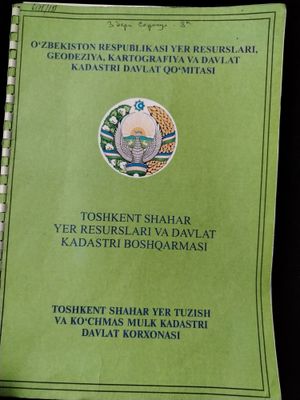 O‘ZBEKISTON RESPUBLIKASI YER RESURSLARI,
GEODEZIYA, KARTOGRAFIYA VA DAVLAT
KADASTRI DAVLAT QO‘MITASI
TOSHKENT SHAHAR
YER RESURSLARI VA DAVLAT
KADASTRI BOSHQARMASI
TOSHKENT SHAHAR YER TUZISH
VA KO‘CHMAS MULK KADASTRI
DAVLAT KORXONASI